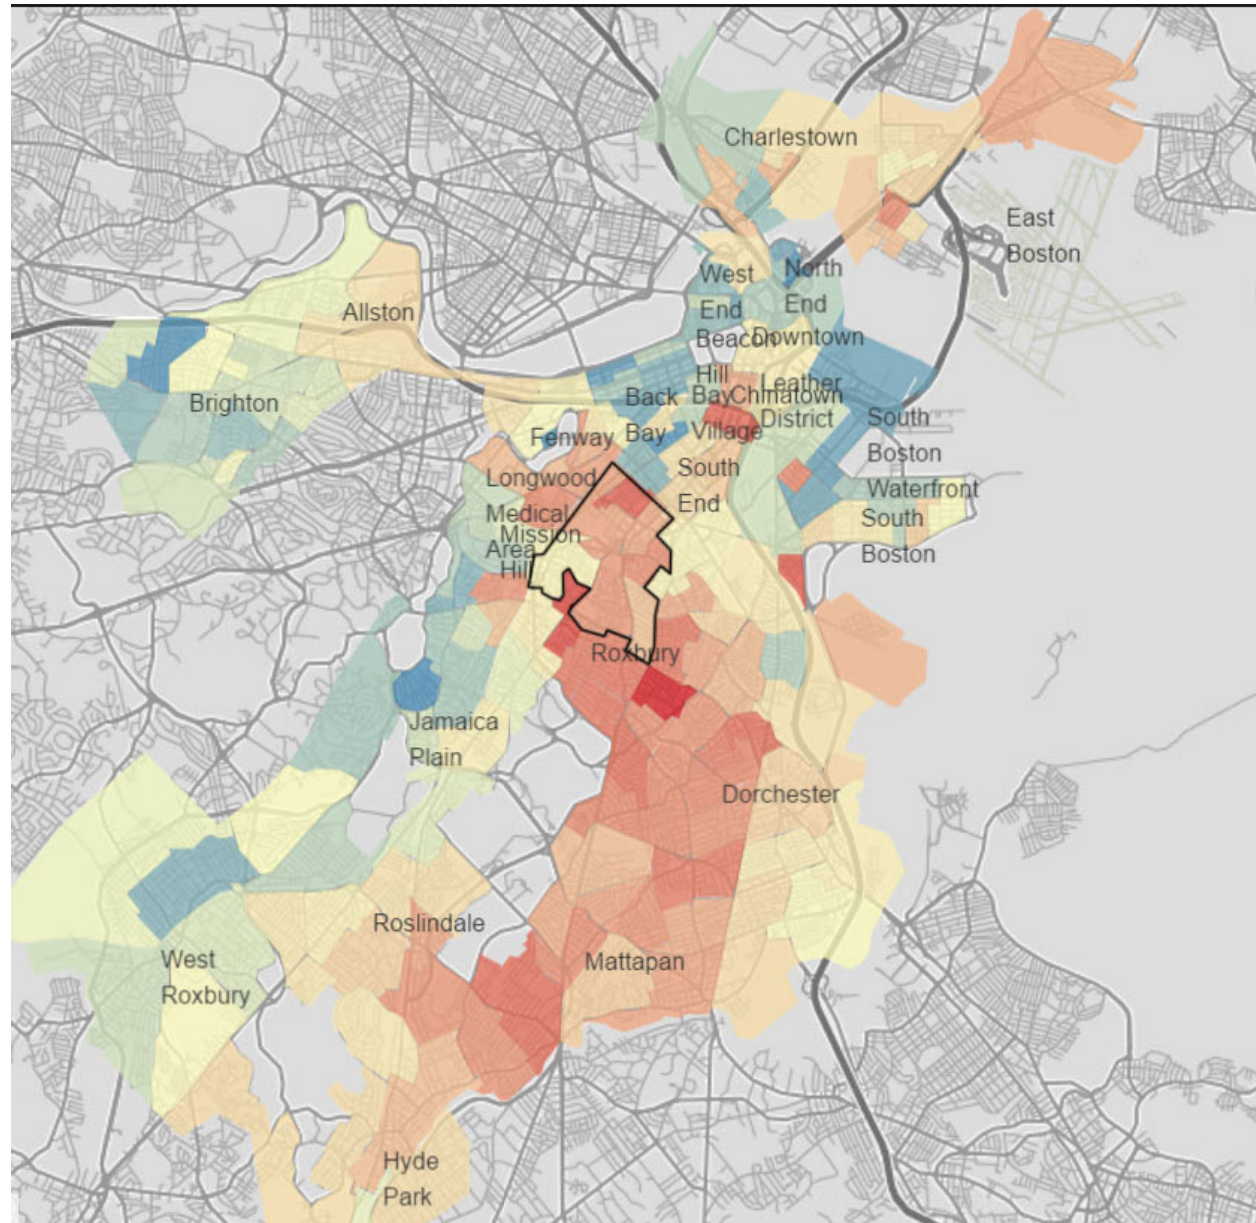 Charlestown
East
Boston
West
End
North
End
Allston
Beacon
Hill
Downtown
Back
Bay
Bay
Village
Chinatown
Leather
District
Brighton
South
Boston
Waterfront
Fenway
Longwood
Medical
Area
South
End
Mission
Hill
South
Boston
Roxbury
Jamaica
Plain
Dorchester
Roslindale
West
Roxbury
Mattapan
Hyde
Park